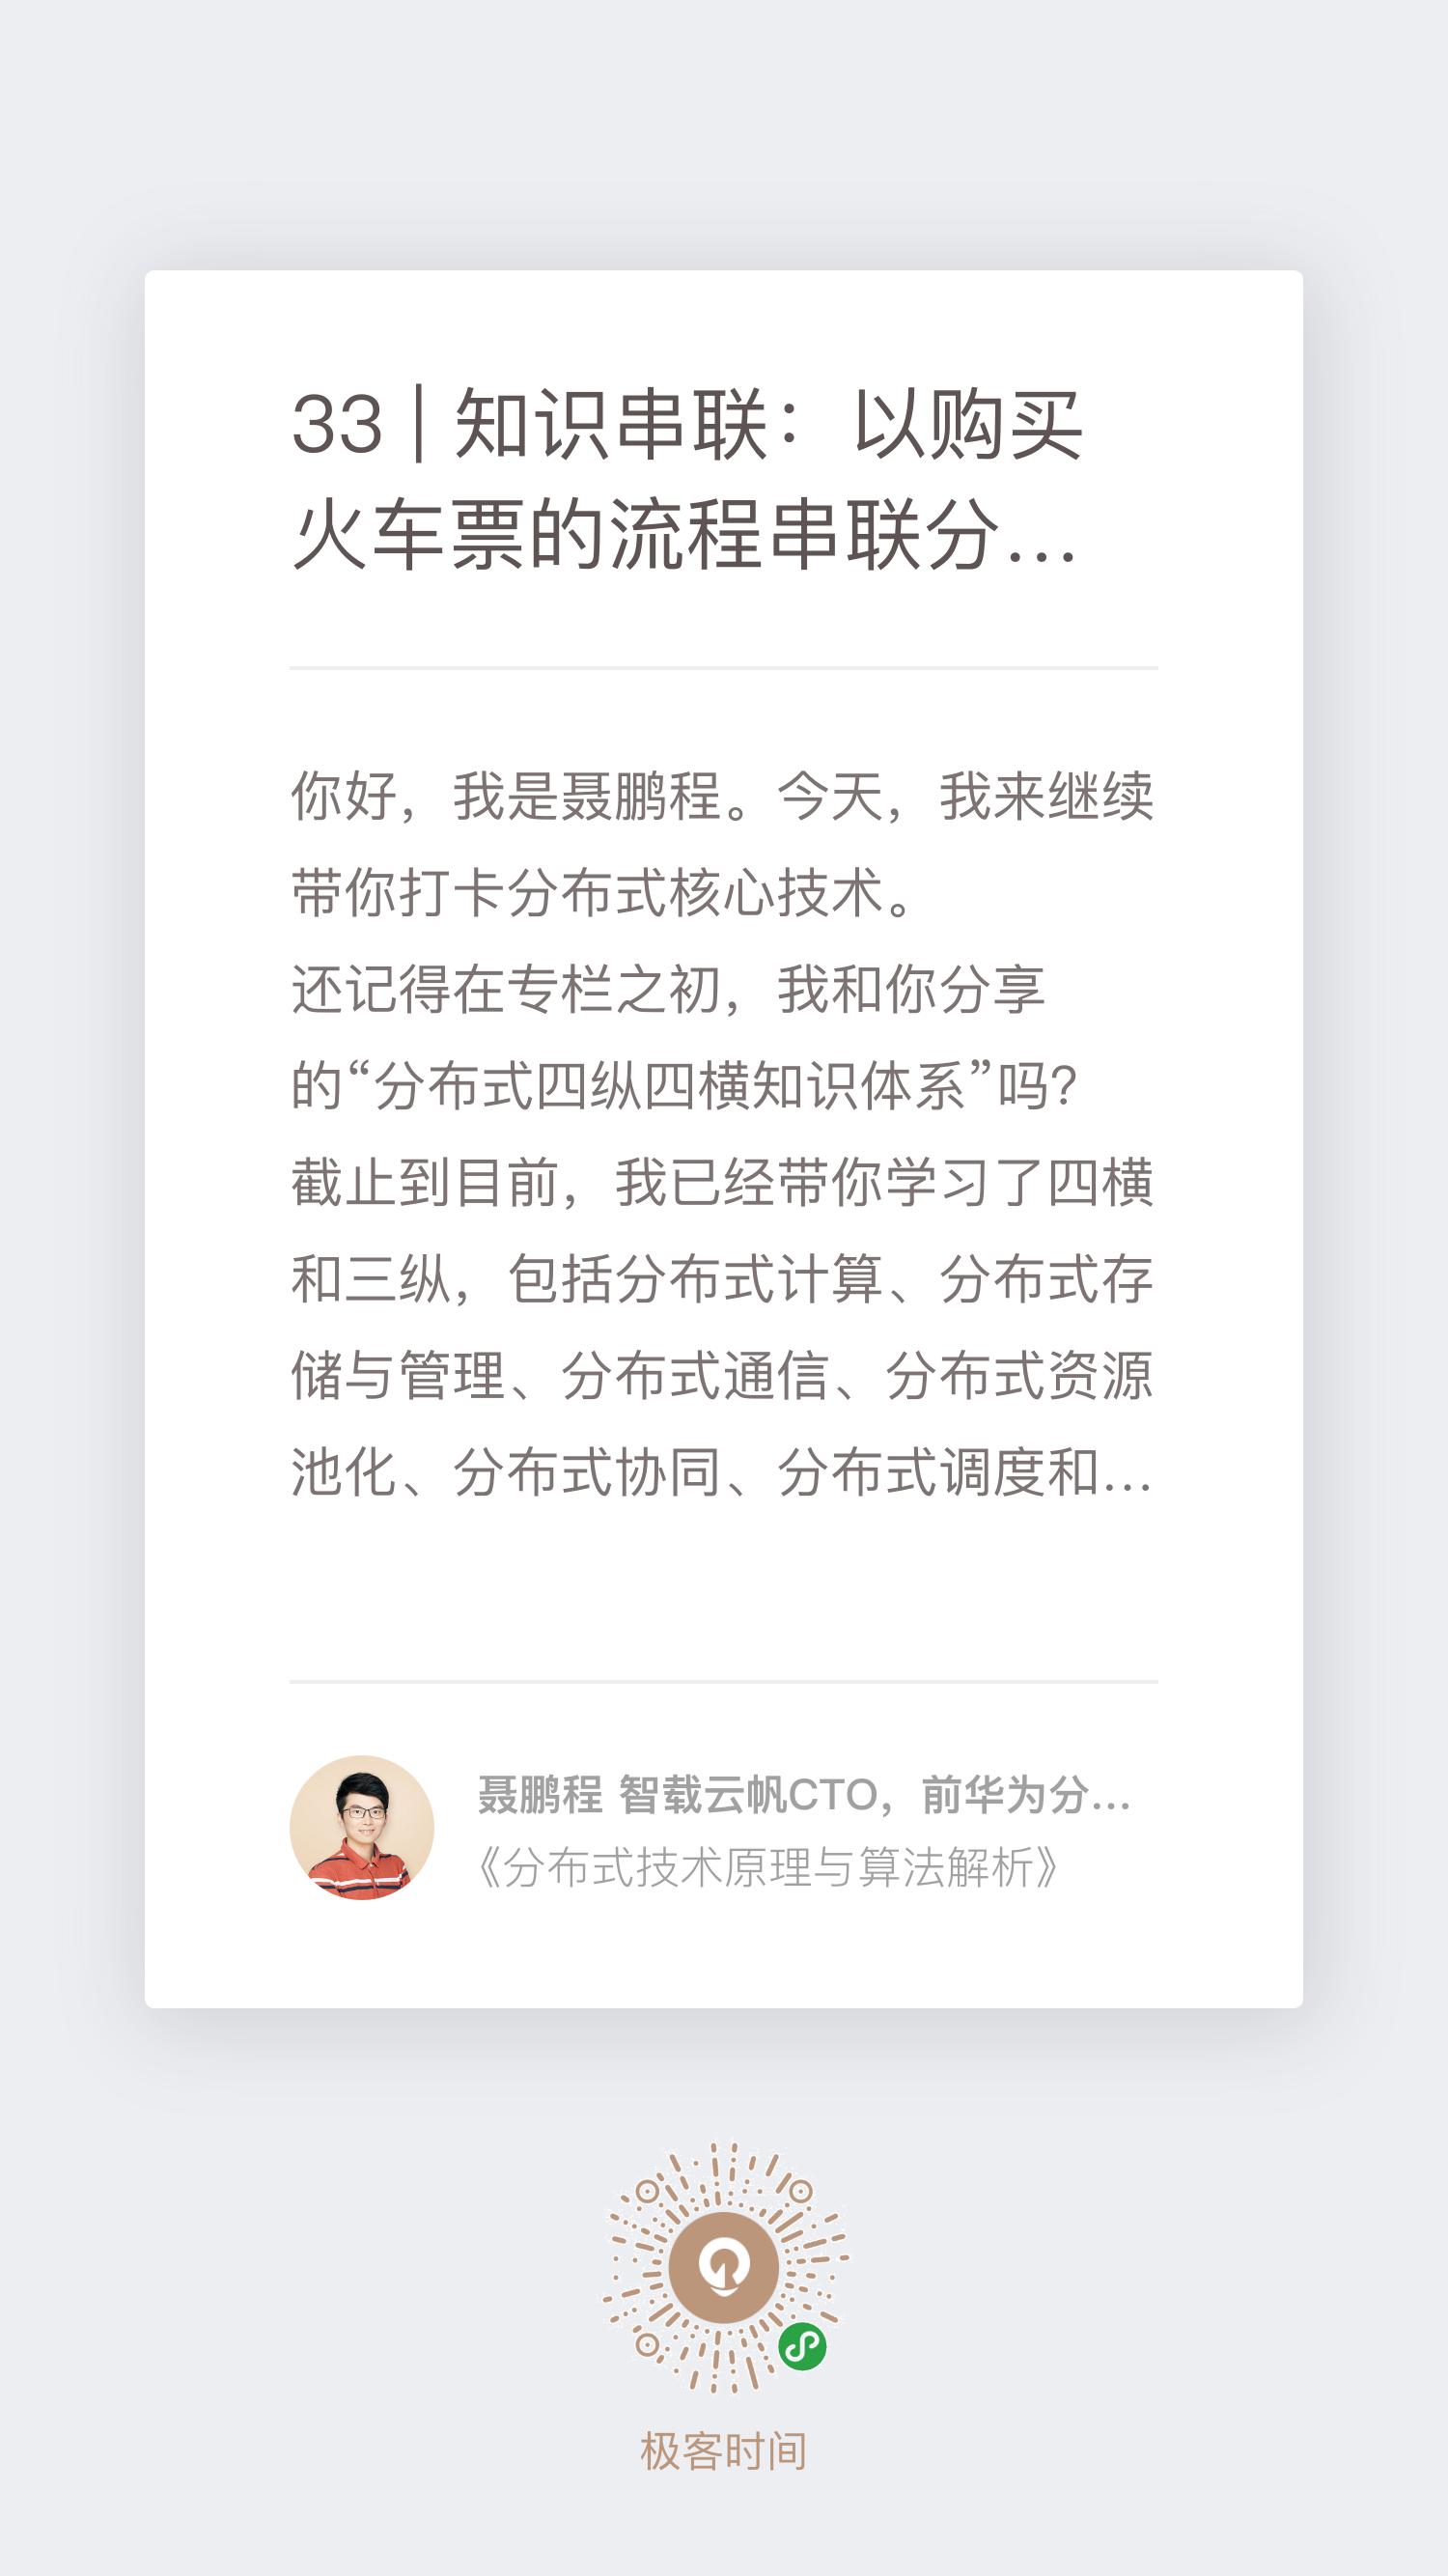 33 | 知识串联：以购买
火车票的流程串联分...
你好，我是聂鹏程。今天，我来继续
带你打卡分布式核心技术。
还记得在专栏之初，我和你分享
的“分布式四纵四横知识体系”吗？
截止到目前，我已经带你学习了四横
和三纵，包括分布式计算、分布式存
储与管理、分布式通信、分布式资源
池化、分布式协同、分布式调度和...
聂鹏程 智载云帆CTO，前华为分...
《分布式技术原理与算法解析》
极客时间